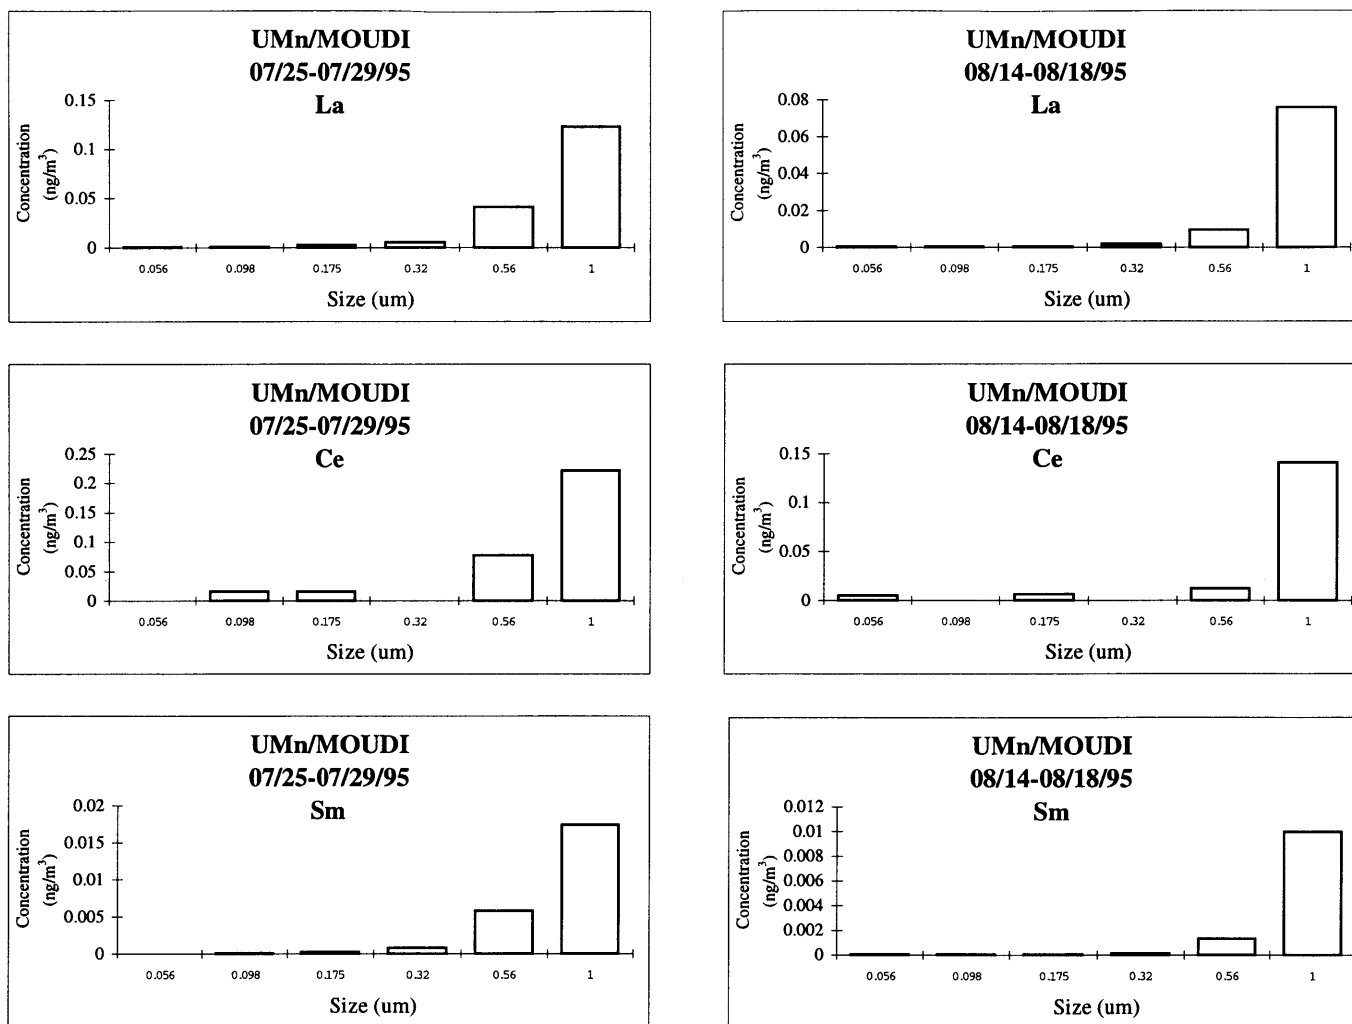 UMn/MOUDI
07/25-07/29/95
La
Concentration
(ng/m³)
0.15
0.1
0.05
0
0.056 0.098 0.175 0.32 0.56 1
Size (um)
UMn/MOUDI
08/14-08/18/95
La
Concentration
(ng/m³)
0.08
0.06
0.04
0.02
0
0.056 0.098 0.175 0.32 0.56 1
Size (um)
UMn/MOUDI
07/25-07/29/95
Ce
Concentration
(ng/m³)
0.25
0.2
0.15
0.1
0.05
0
0.056 0.098 0.175 0.32 0.56 1
Size (um)
UMn/MOUDI
08/14-08/18/95
Ce
Concentration
(ng/m³)
0.15
0.1
0.05
0
0.056 0.098 0.175 0.32 0.56 1
Size (um)
UMn/MOUDI
07/25-07/29/95
Sm
Concentration
(ng/m³)
0.02
0.015
0.01
0.005
0
0.056 0.098 0.175 0.32 0.56 1
Size (um)
UMn/MOUDI
08/14-08/18/95
Sm
Concentration
(ng/m³)
0.012
0.01
0.008
0.006
0.004
0.002
0
0.056 0.098 0.175 0.32 0.56 1
Size (um)